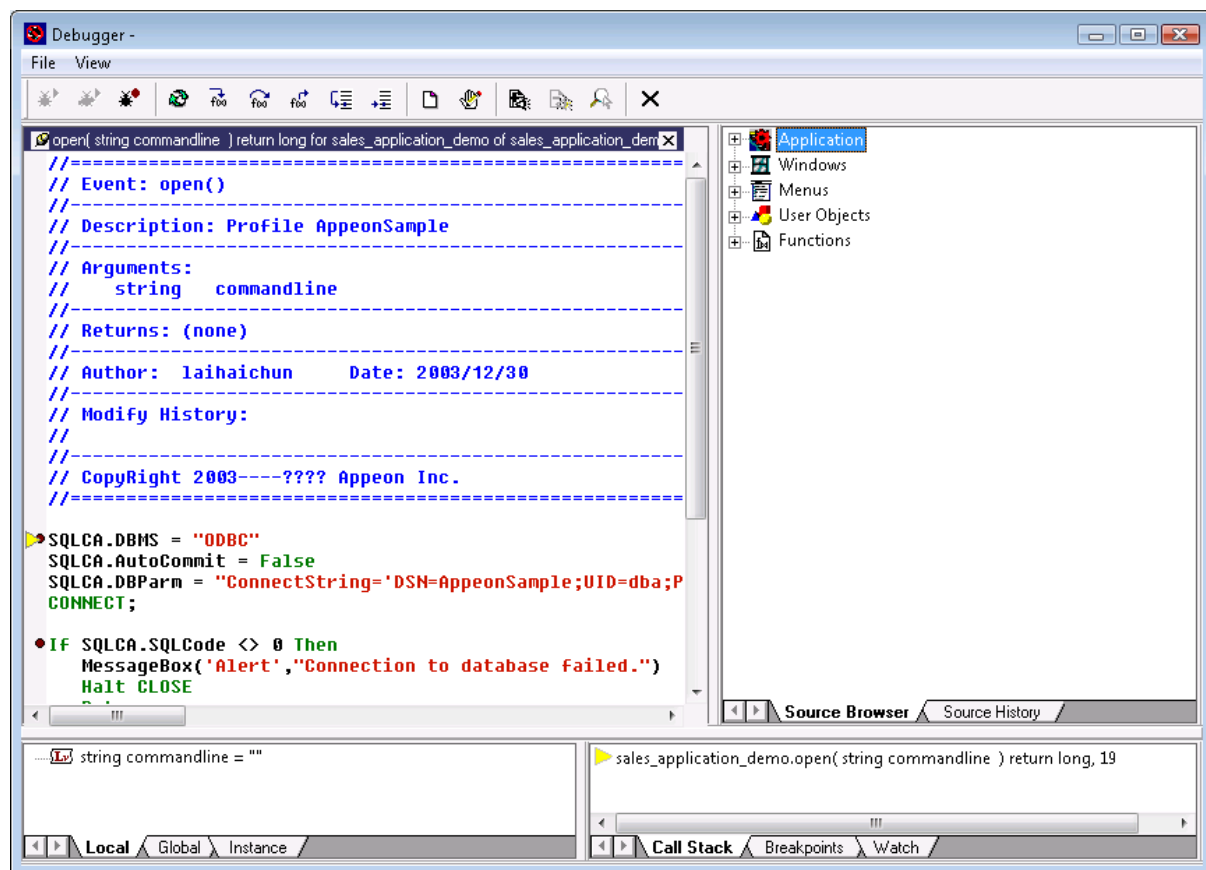 Debugger -
File View
open( string commandline ) return long for sales_application_demo of sales_application_dem
//=======================================================
// Event: open()
//-------------------------------------------------------
// Description: Profile AppeonSample
//-------------------------------------------------------
// Arguments:
// string commandline
//-------------------------------------------------------
// Returns: (none)
//-------------------------------------------------------
// Author: laihaichun Date: 2003/12/30
//-------------------------------------------------------
// Modify History:
//
//-------------------------------------------------------
// CopyRight 2003----???? Appeon Inc.
//=======================================================
SQLCA.DBMS = "ODBC"
SQLCA.AutoCommit = False
SQLCA.DBParm = "ConnectString='DSN=AppeonSample;UID=dba;P
CONNECT;
If SQLCA.SQLCode <> 0 Then
MessageBox('Alert',"Connection to database failed.")
Halt CLOSE
Application
Windows
Menus
User Objects
Functions
Source Browser Source History
string commandline = ""
Local Global Instance
sales_application_demo.open( string commandline ) return long, 19
Call Stack Breakpoints Watch